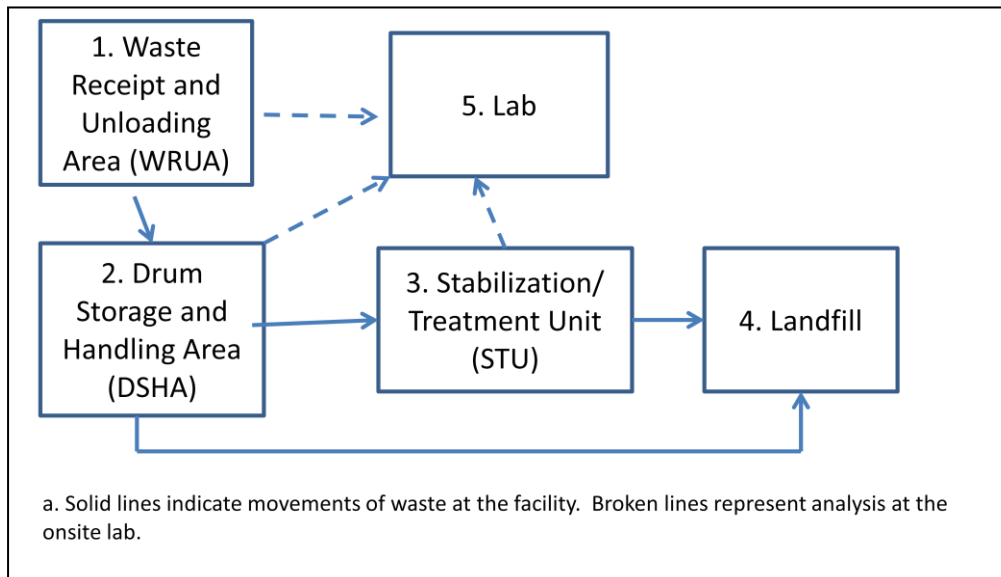 1. Waste
Receipt and
Unloading
Area (WRUA)
5. Lab
2. Drum
Storage and
Handling Area
(DSHA)
3. Stabilization/
Treatment Unit
(STU)
4. Landfill
a. Solid lines indicate movements of waste at the facility.  Broken lines represent analysis at the
onsite lab.